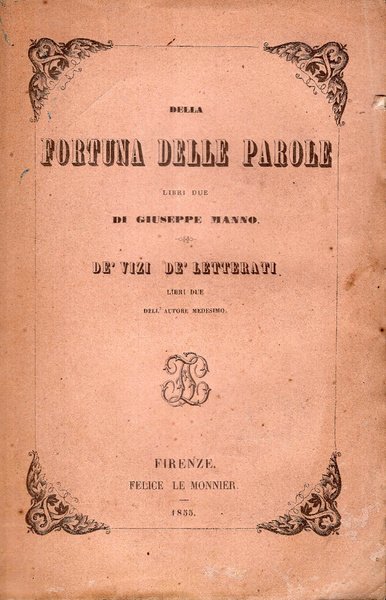 DELLA
FORTUNA DELLE PAROLE
LIBRI DUE
DI GIUSEPPE MANNO.
DE' VIZI DE' LETTERATI
LIBRI DUE
DELL' AUTORE MEDESIMO.
FIRENZE.
FELICE LE MONNIER.
1855.